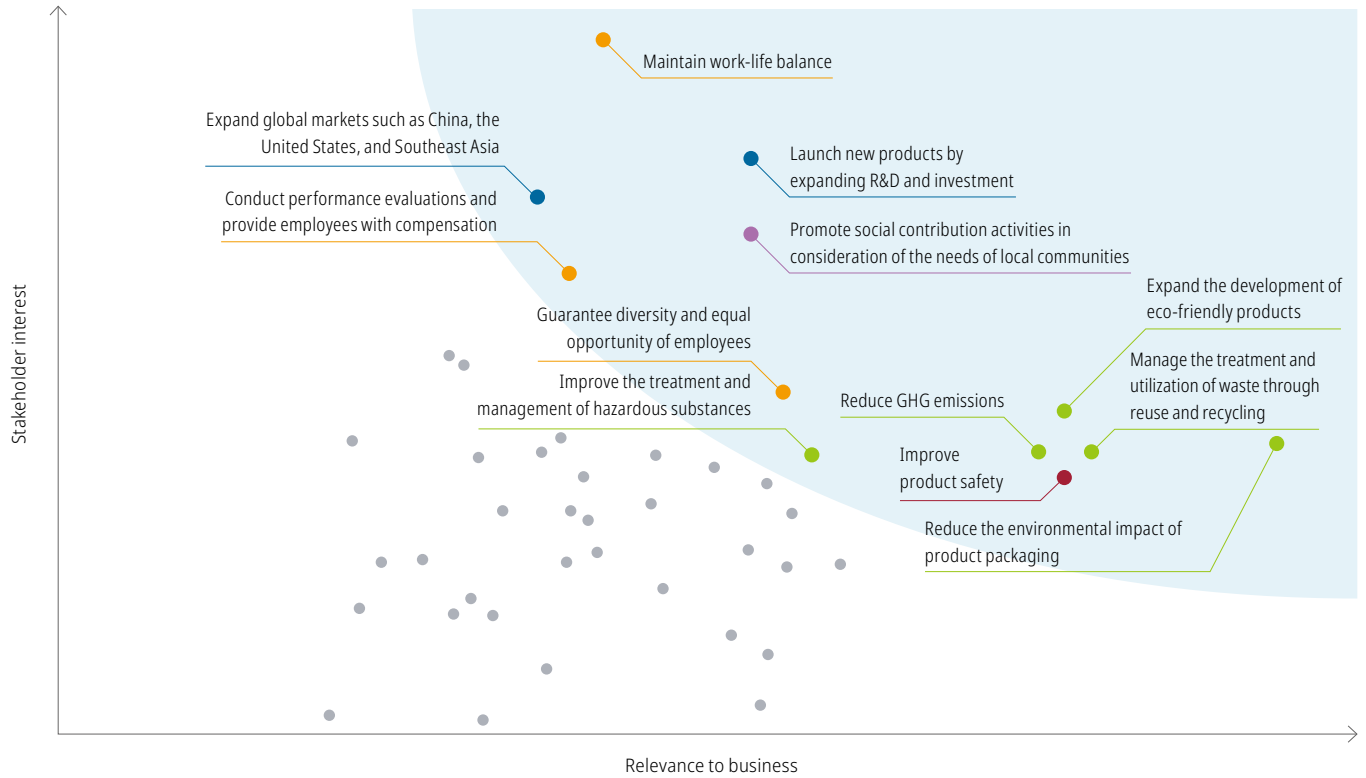 Maintain work-life balance
Expand global markets such as China, the
United States, and Southeast Asia
Launch new products by
expanding R&D and investment
Conduct performance evaluations and
provide employees with compensation
Promote social contribution activities in
consideration of the needs of local communities
Expand the development of
eco-friendly products
Guarantee diversity and equal
opportunity of employees
Manage the treatment and
utilization of waste through
reuse and recycling
Improve the treatment and
management of hazardous substances
Reduce GHG emissions
Improve
product safety
Reduce the environmental impact of
product packaging
Stakeholder interest
Relevance to business